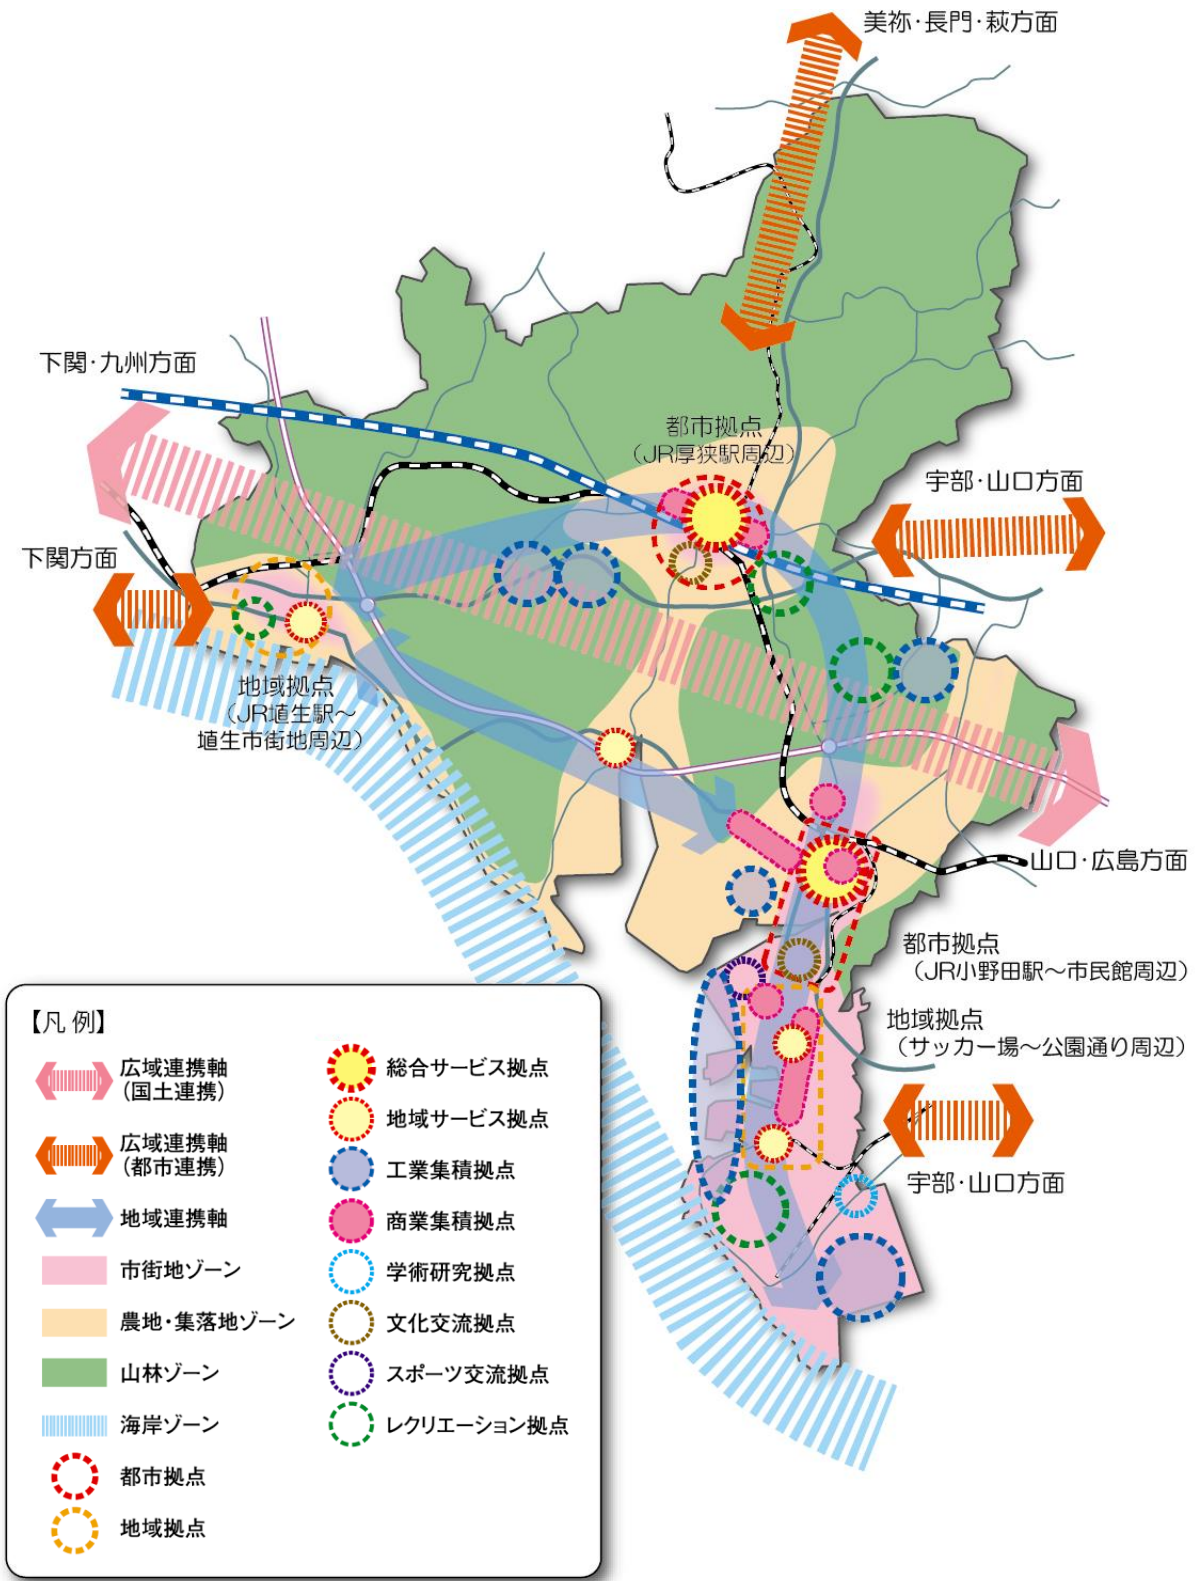 美祢・長門・萩方面
下関・九州方面
都市拠点
（JR厚狭駅周辺）
宇部・山口方面
下関方面
地域拠点
（JR埴生駅～
埴生市街地周辺）
山口・広島方面
都市拠点
（JR小野田駅～市民館周辺）
地域拠点
（サッカー場～公園通り周辺）
宇部・山口方面
【凡 例】
広域連携軸
（国土連携）
広域連携軸
（都市連携）
地域連携軸
市街地ゾーン
農地・集落地ゾーン
山林ゾーン
海岸ゾーン
都市拠点
地域拠点
総合サービス拠点
地域サービス拠点
工業集積拠点
商業集積拠点
学術研究拠点
文化交流拠点
スポーツ交流拠点
レクリエーション拠点